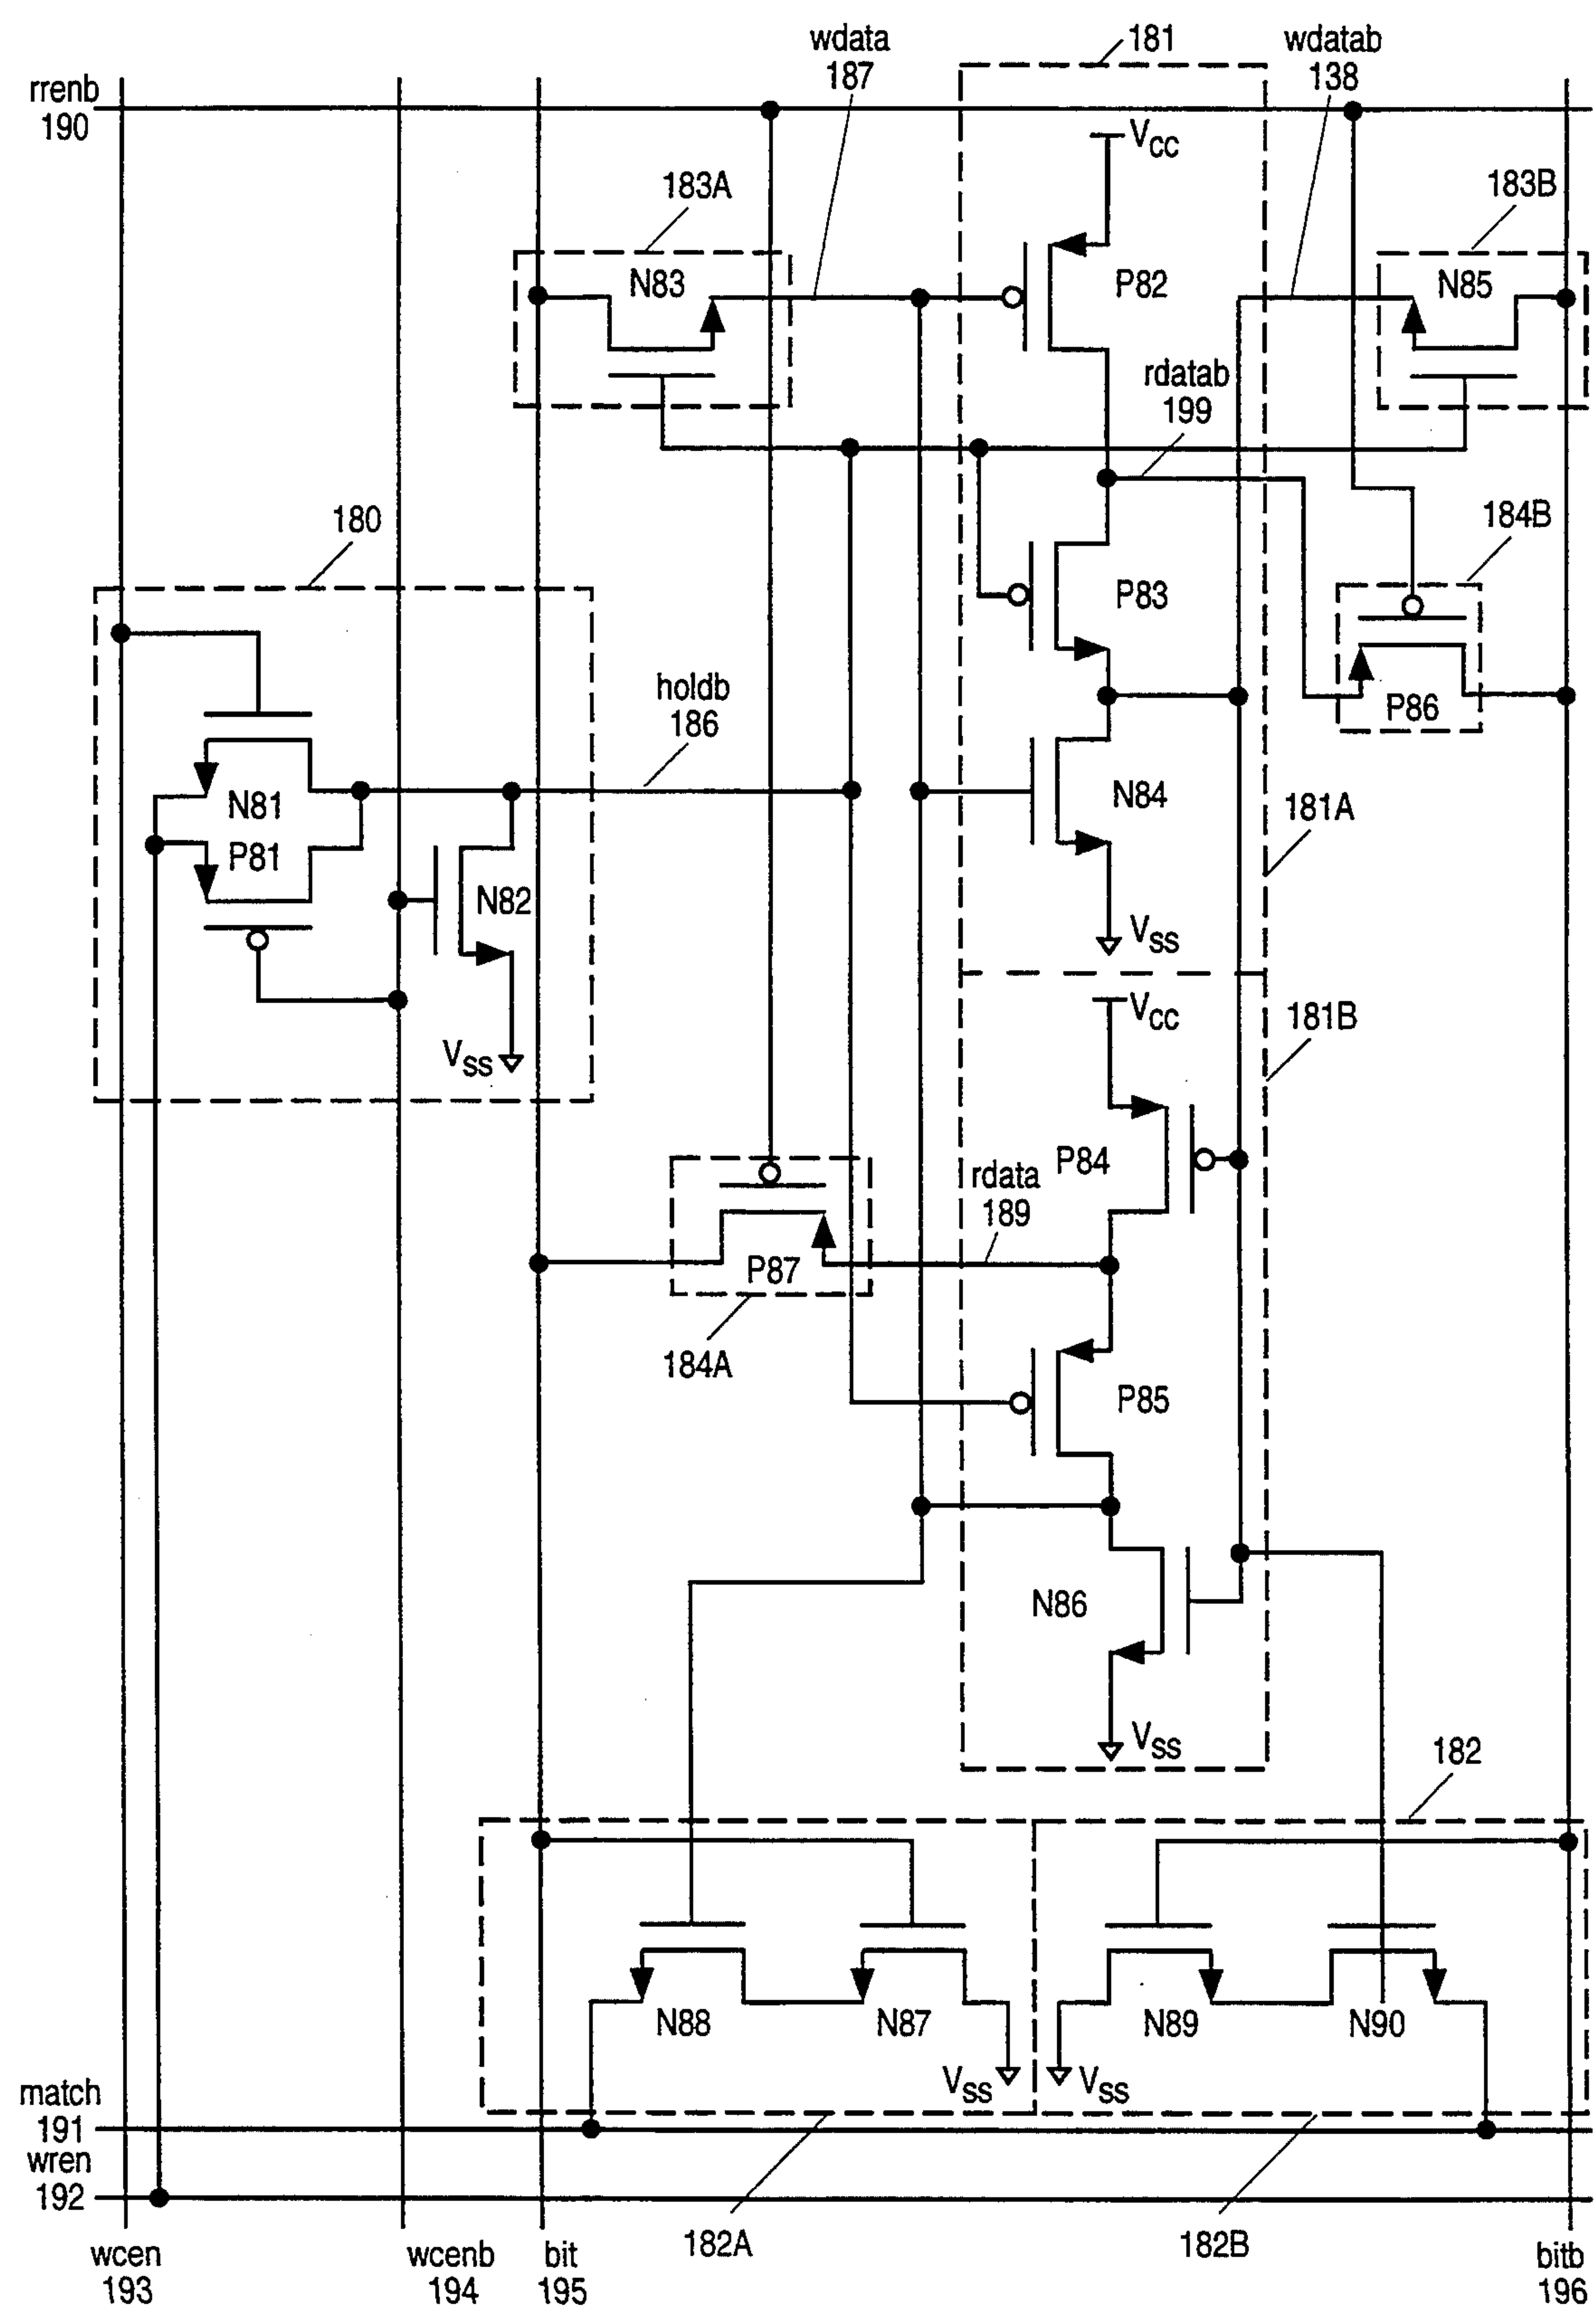 wdata
187
181
wdatab
138
rrenb
190
VCC
183A
183B
N83
P82
N85
rdatab
199
180
184B
P83
holdb
186
P86
N81
P81
N84
181A
N82
VSS
VCC
181B
VSS
P84
rdata
189
P87
184A
P85
N86
VSS
182
N88
N87
N89
N90
VSS
VSS
match
191
wren
192
182A
182B
wcen
193
wcenb
194
bit
195
bitb
196